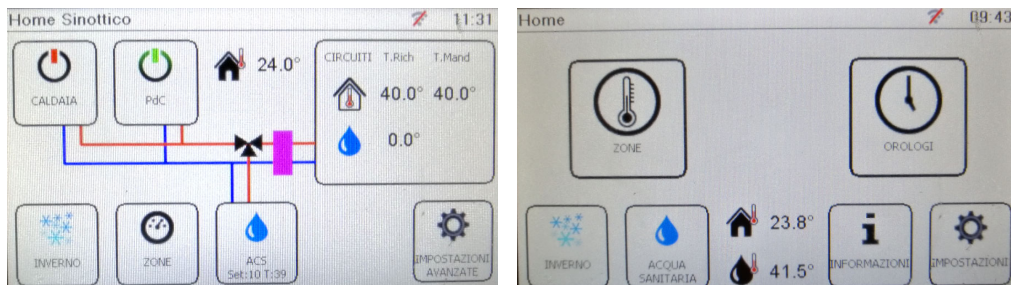 Home Sinottico 11:31
CALDAIA
PdC
24.0°
CIRCUITI T.Rich T.Mand
40.0° 40.0°
0.0°
INVERNO
ZONE
ACS
Set:10 T:39
IMPOSTAZIONI
AVANZATE
Home 09:43
ZONE
OROLOGI
INVERNO
ACQUA
SANITARIA
23.8°
41.5°
INFORMAZIONI
IMPOSTAZIONI